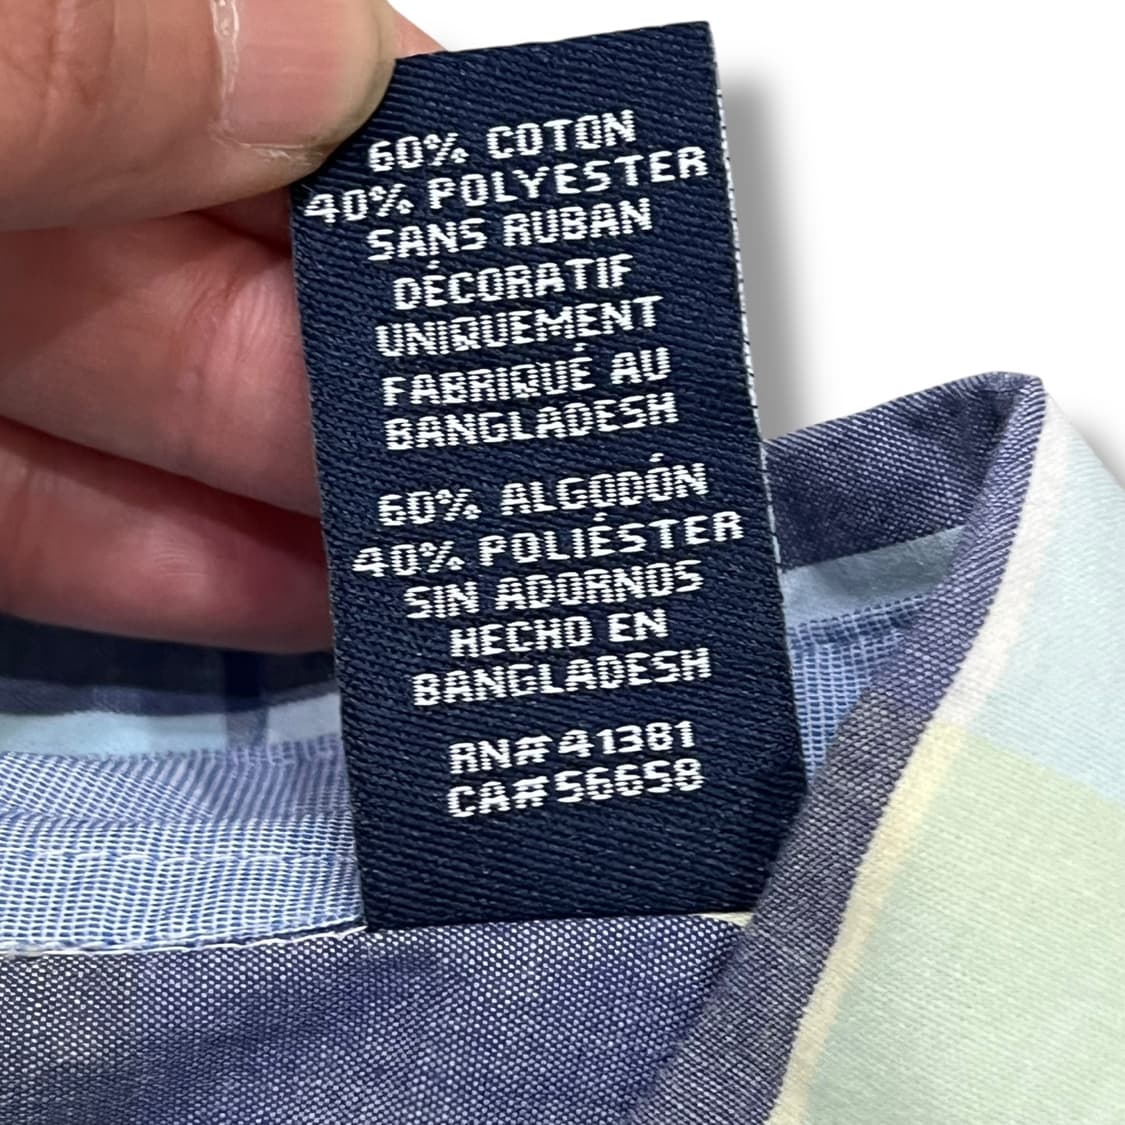 60% COTON
40% POLYESTER
SANS RUBAN
DÉCORATIF
UNIQUEMENT
FABRIQUÉ AU
BANGLADESH
60% ALGODÓN
40% POLIÉSTER
SIN ADORNOS
HECHO EN
BANGLADESH
RN#41381
CA#56658